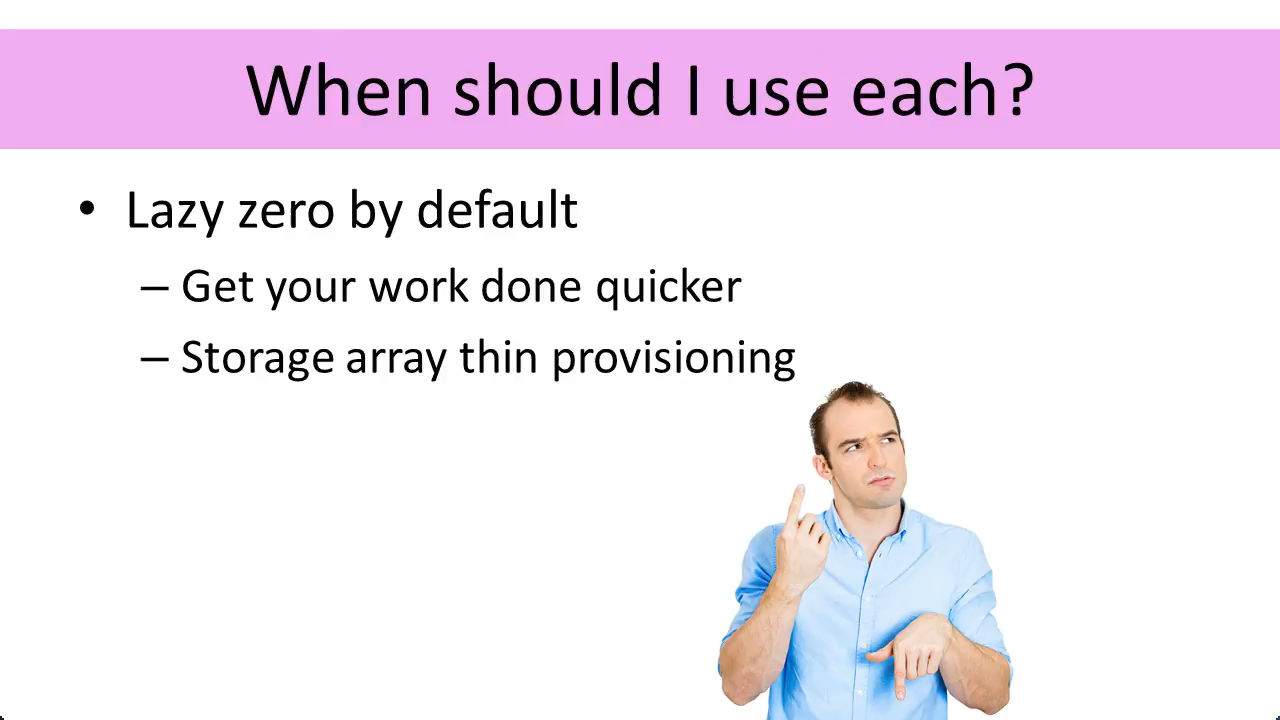 When should I use each?
• Lazy zero by default
– Get your work done quicker
– Storage array thin provisioning